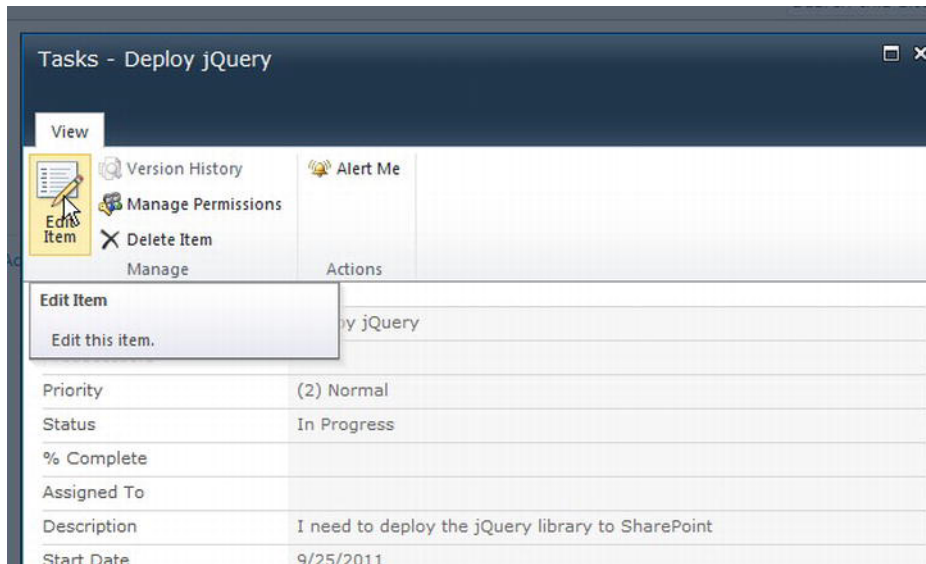 Tasks - Deploy jQuery
View
Edit Item
Version History
Manage Permissions
Delete Item
Manage
Alert Me
Actions
Edit Item
Edit this item.
jQuery
Priority (2) Normal
Status In Progress
% Complete
Assigned To
Description I need to deploy the jQuery library to SharePoint
Start Date 9/25/2011